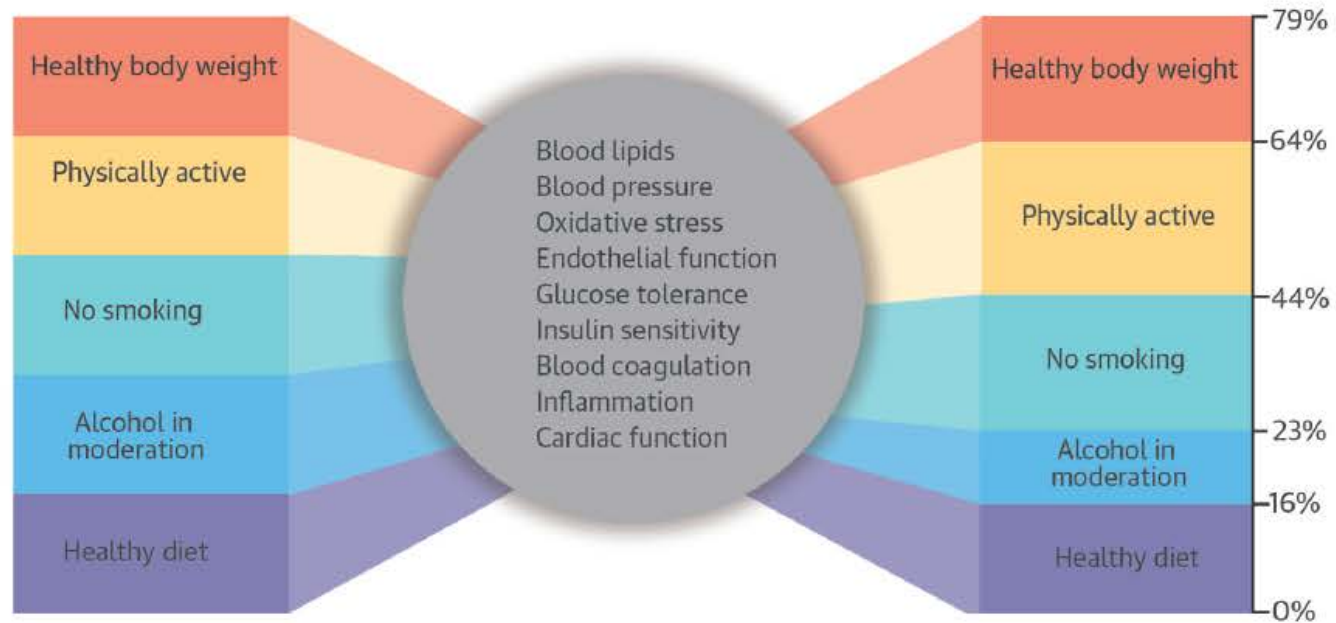 Healthy body weight
Physically active
No smoking
Alcohol in
moderation
Healthy diet
Blood lipids
Blood pressure
Oxidative stress
Endothelial function
Glucose tolerance
Insulin sensitivity
Blood coagulation
Inflammation
Cardiac function
Healthy body weight
Physically active
No smoking
Alcohol in
moderation
Healthy diet
79%
64%
44%
23%
16%
0%